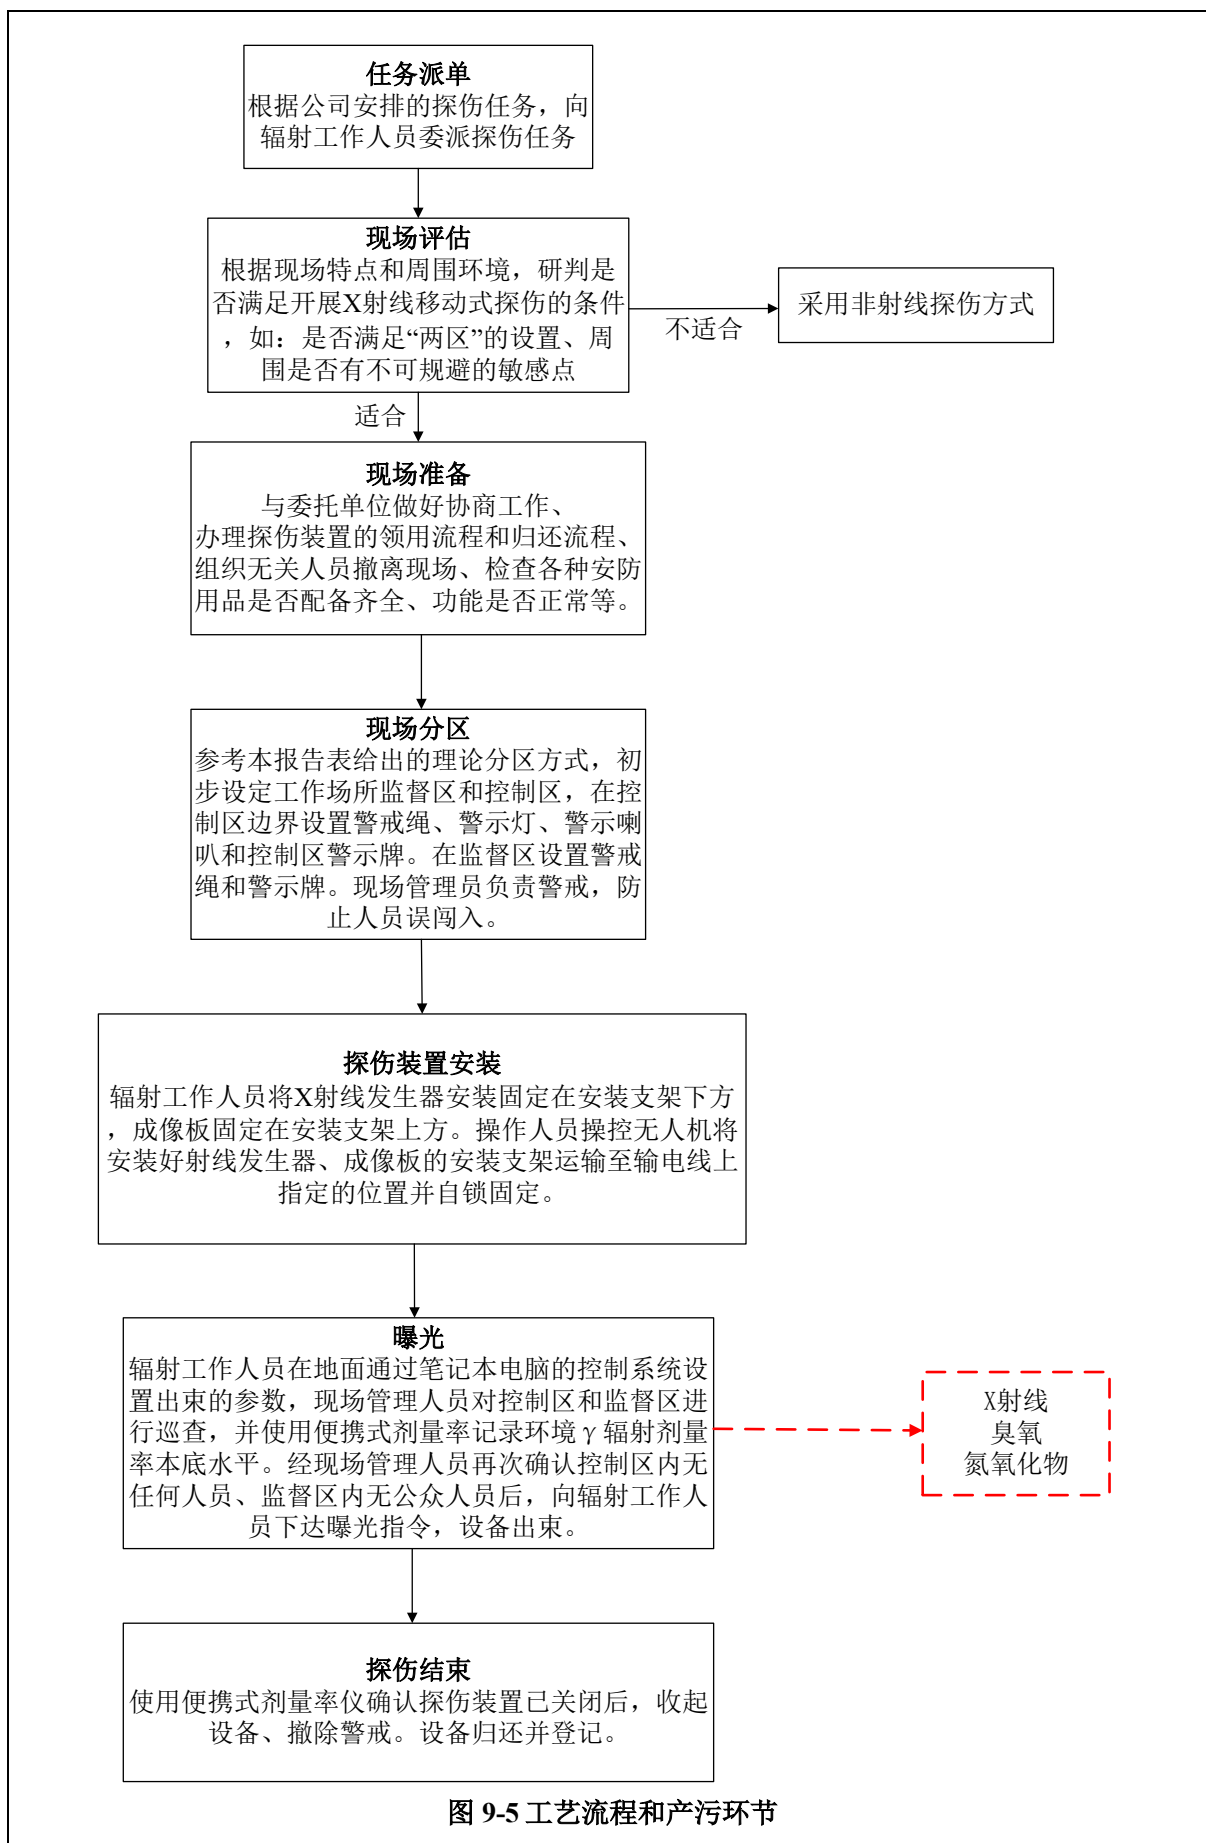 任务派单
根据公司安排的探伤任务，向
辐射工作人员委派探伤任务
现场评估
根据现场特点和周围环境，研判是
否满足开展X射线移动式探伤的条件
，如：是否满足“两区”的设置、周
围是否有不可规避的敏感点
不适合
采用非射线探伤方式
适合
现场准备
与委托单位做好协商工作、
办理探伤装置的领用流程和归还流程、
组织无关人员撤离现场、检查各种安防
用品是否配备齐全、功能是否正常等。
现场分区
参考本报告表给出的理论分区方式，初
步设定工作场所监督区和控制区，在控
制区边界设置警戒绳、警示灯、警示喇
叭和控制区警示牌。在监督区设置警戒
绳和警示牌。现场管理员负责警戒，防
止人员误闯入。
探伤装置安装
辐射工作人员将X射线发生器安装固定在安装支架下方
，成像板固定在安装支架上方。操作人员操控无人机将
安装好射线发生器、成像板的安装支架运输至输电线上
指定的位置并自锁固定。
曝光
辐射工作人员在地面通过笔记本电脑的控制系统设
置出束的参数，现场管理人员对控制区和监督区进
行巡查，并使用便携式剂量率记录环境γ辐射剂量
率本底水平。经现场管理人员再次确认控制区内无
任何人员、监督区内无公众人员后，向辐射工作人
员下达曝光指令，设备出束。
X射线
臭氧
氮氧化物
探伤结束
使用便携式剂量率仪确认探伤装置已关闭后，收起
设备、撤除警戒。设备归还并登记。
图 9-5 工艺流程和产污环节